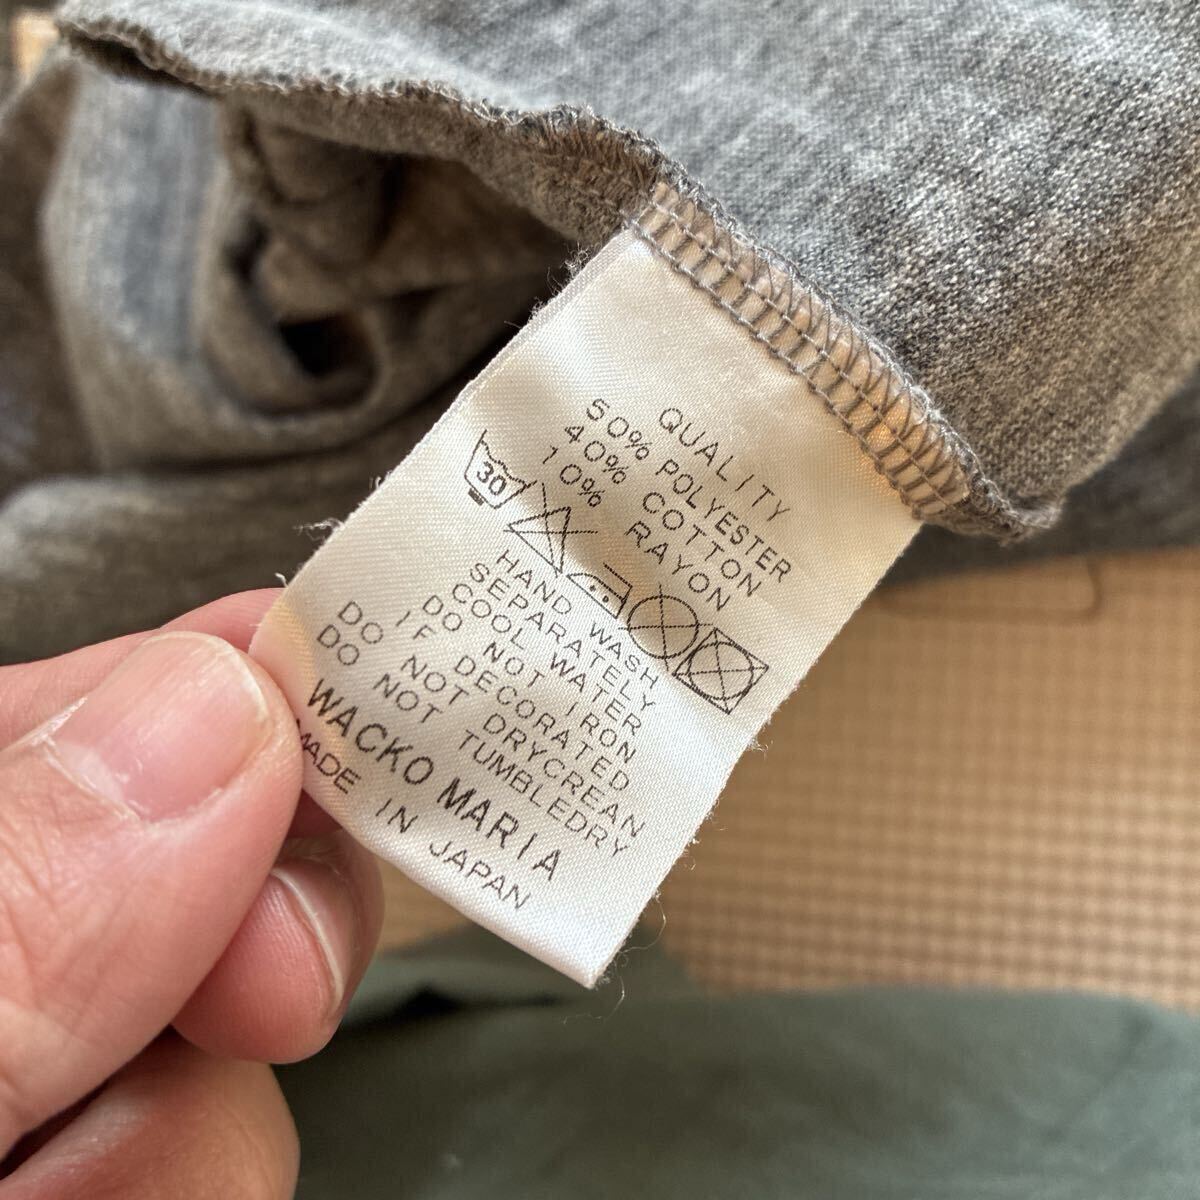 QUALITY
50% POLYESTER
40% COTTON
10% RAYON
30
HAND WASH
SEPARATELY
COOL WATER
DO NOT IRON
IF DECORATED
DO NOT DRYCREAN
DO NOT TUMBLEDRY
WACKO MARIA
MADE IN JAPAN